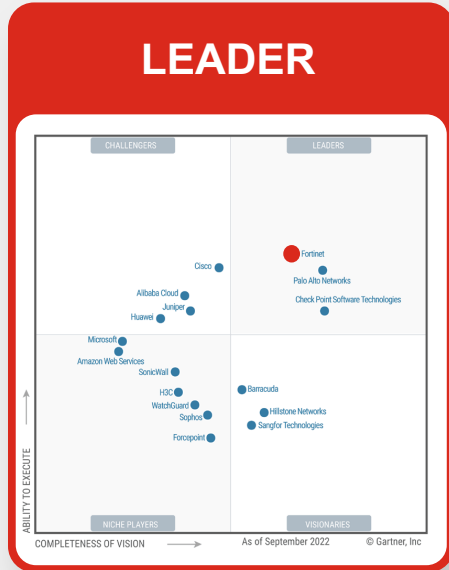 LEADER
CHALLENGERS
LEADERS
Fortinet
Cisco
Palo Alto Networks
Alibaba Cloud
Check Point Software Technologies
Juniper
Huawei
Microsoft
Amazon Web Services
SonicWall
H3C
Barracuda
WatchGuard
Hillstone Networks
Sophos
Sangfor Technologies
Forcepoint
ABILITY TO EXECUTE
NICHE PLAYERS
VISIONARIES
COMPLETENESS OF VISION
As of September 2022
© Gartner, Inc